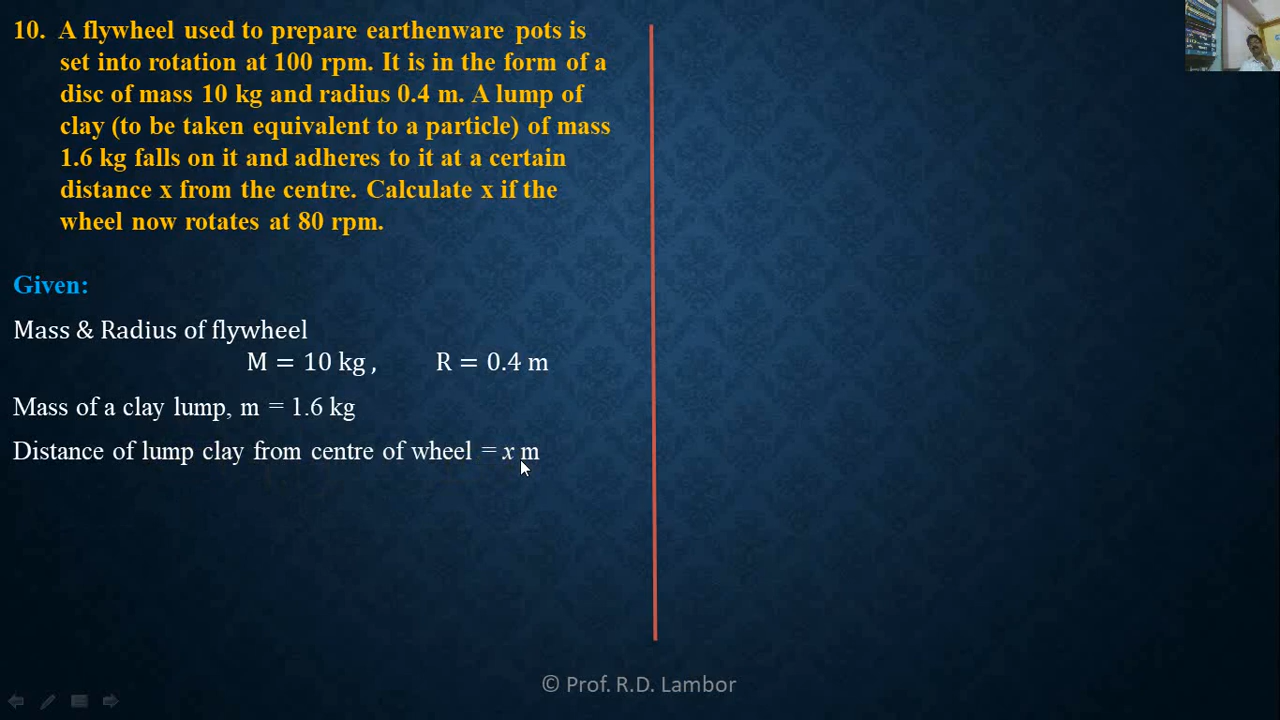 10. A flywheel used to prepare earthenware pots is
set into rotation at 100 rpm. It is in the form of a
disc of mass 10 kg and radius 0.4 m. A lump of
clay (to be taken equivalent to a particle) of mass
1.6 kg falls on it and adheres to it at a certain
distance x from the centre. Calculate x if the
wheel now rotates at 80 rpm.
Given:
Mass & Radius of flywheel
M = 10 kg , R = 0.4 m
Mass of a clay lump, m = 1.6 kg
Distance of lump clay from centre of wheel = x m
© Prof. R.D. Lambor